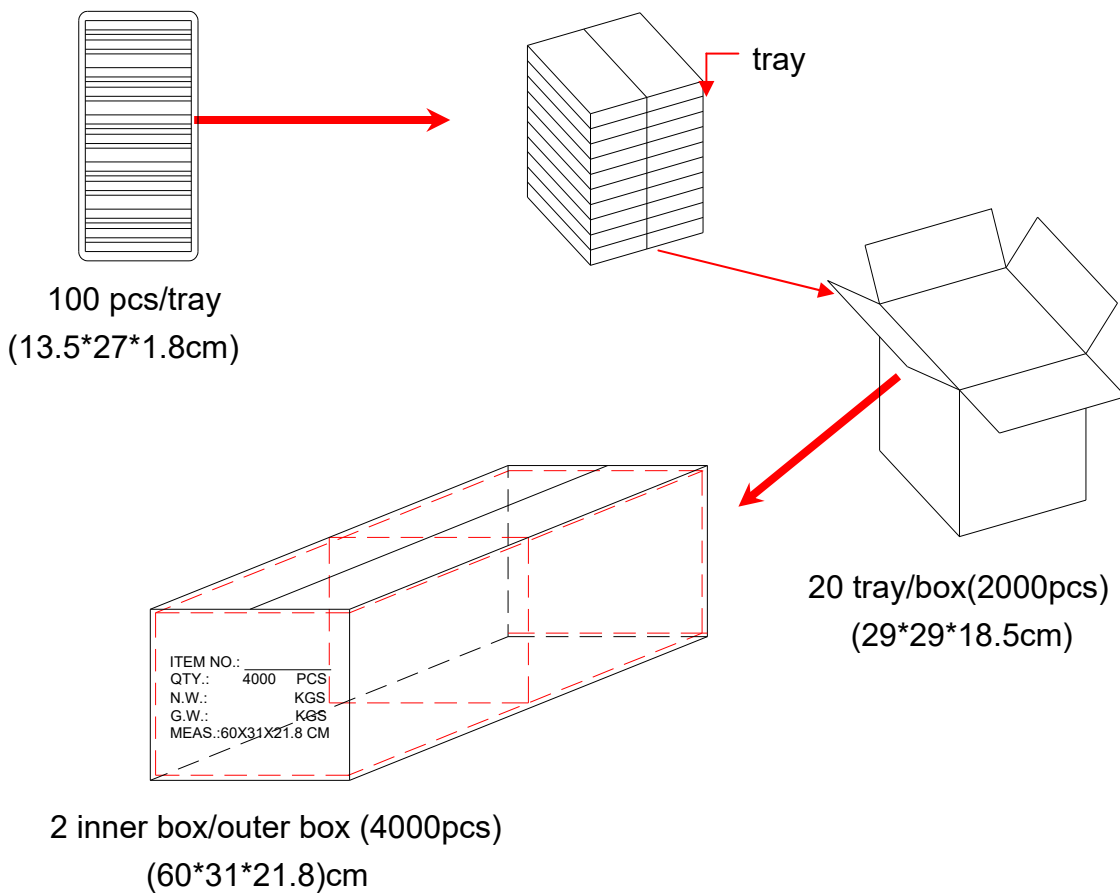 tray
100 pcs/tray
(13.5*27*1.8cm)
20 tray/box(2000pcs)
(29*29*18.5cm)
ITEM NO.:
QTY.: 4000 PCS
N.W.: KGS
G.W.: KGS
MEAS.:60X31X21.8 CM
2 inner box/outer box (4000pcs)
(60*31*21.8)cm